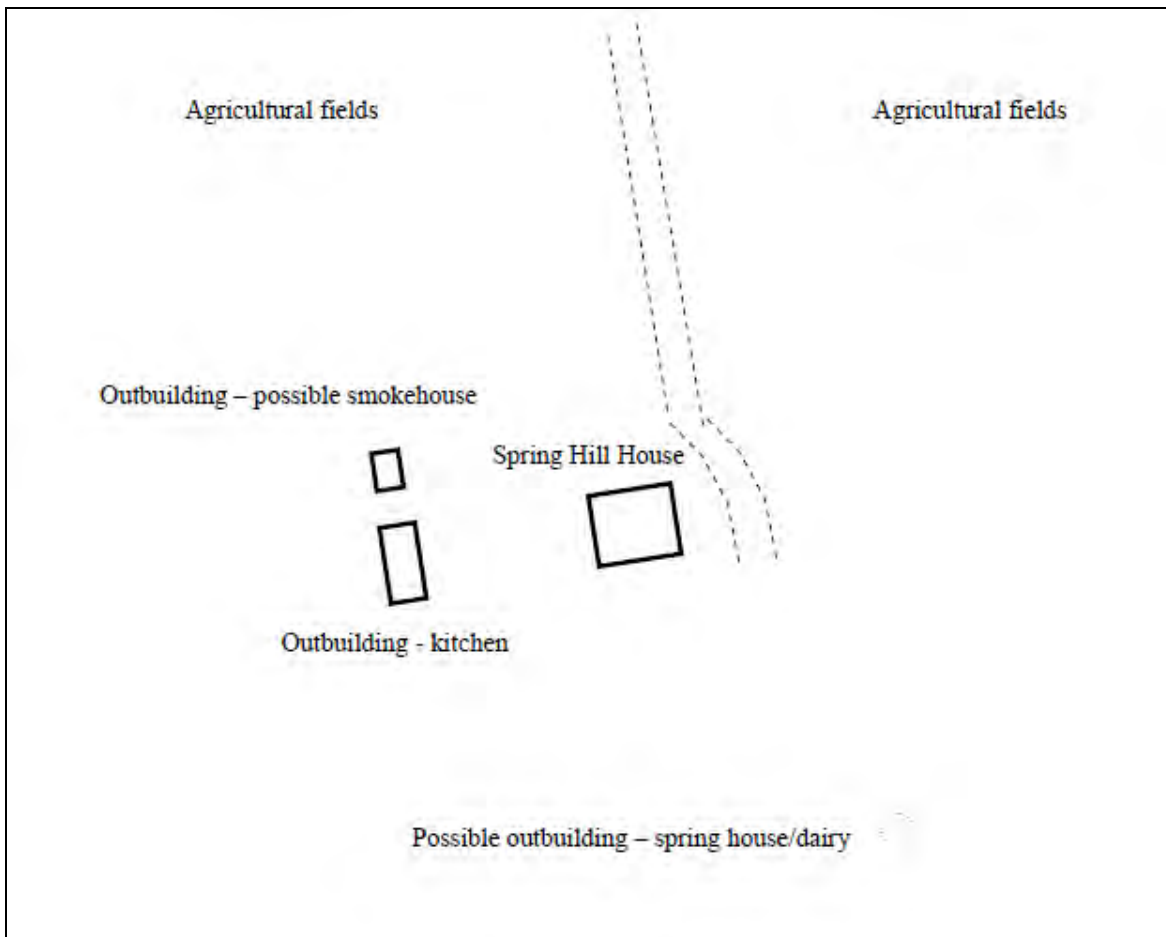 Agricultural fields
Agricultural fields
Outbuilding – possible smokehouse
Spring Hill House
Outbuilding - kitchen
Possible outbuilding – spring house/dairy